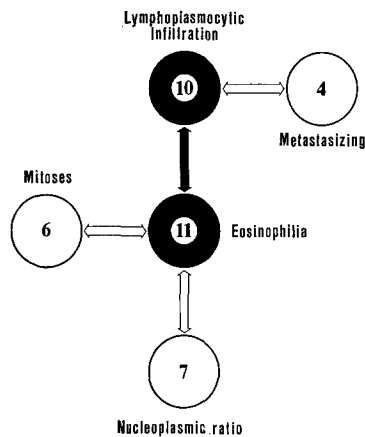 Lymphoplasmocytic
Infiltration
10
4
Metastasizing
Mitoses
6
11
Eosinophilia
7
Nucleoplasmic ratio